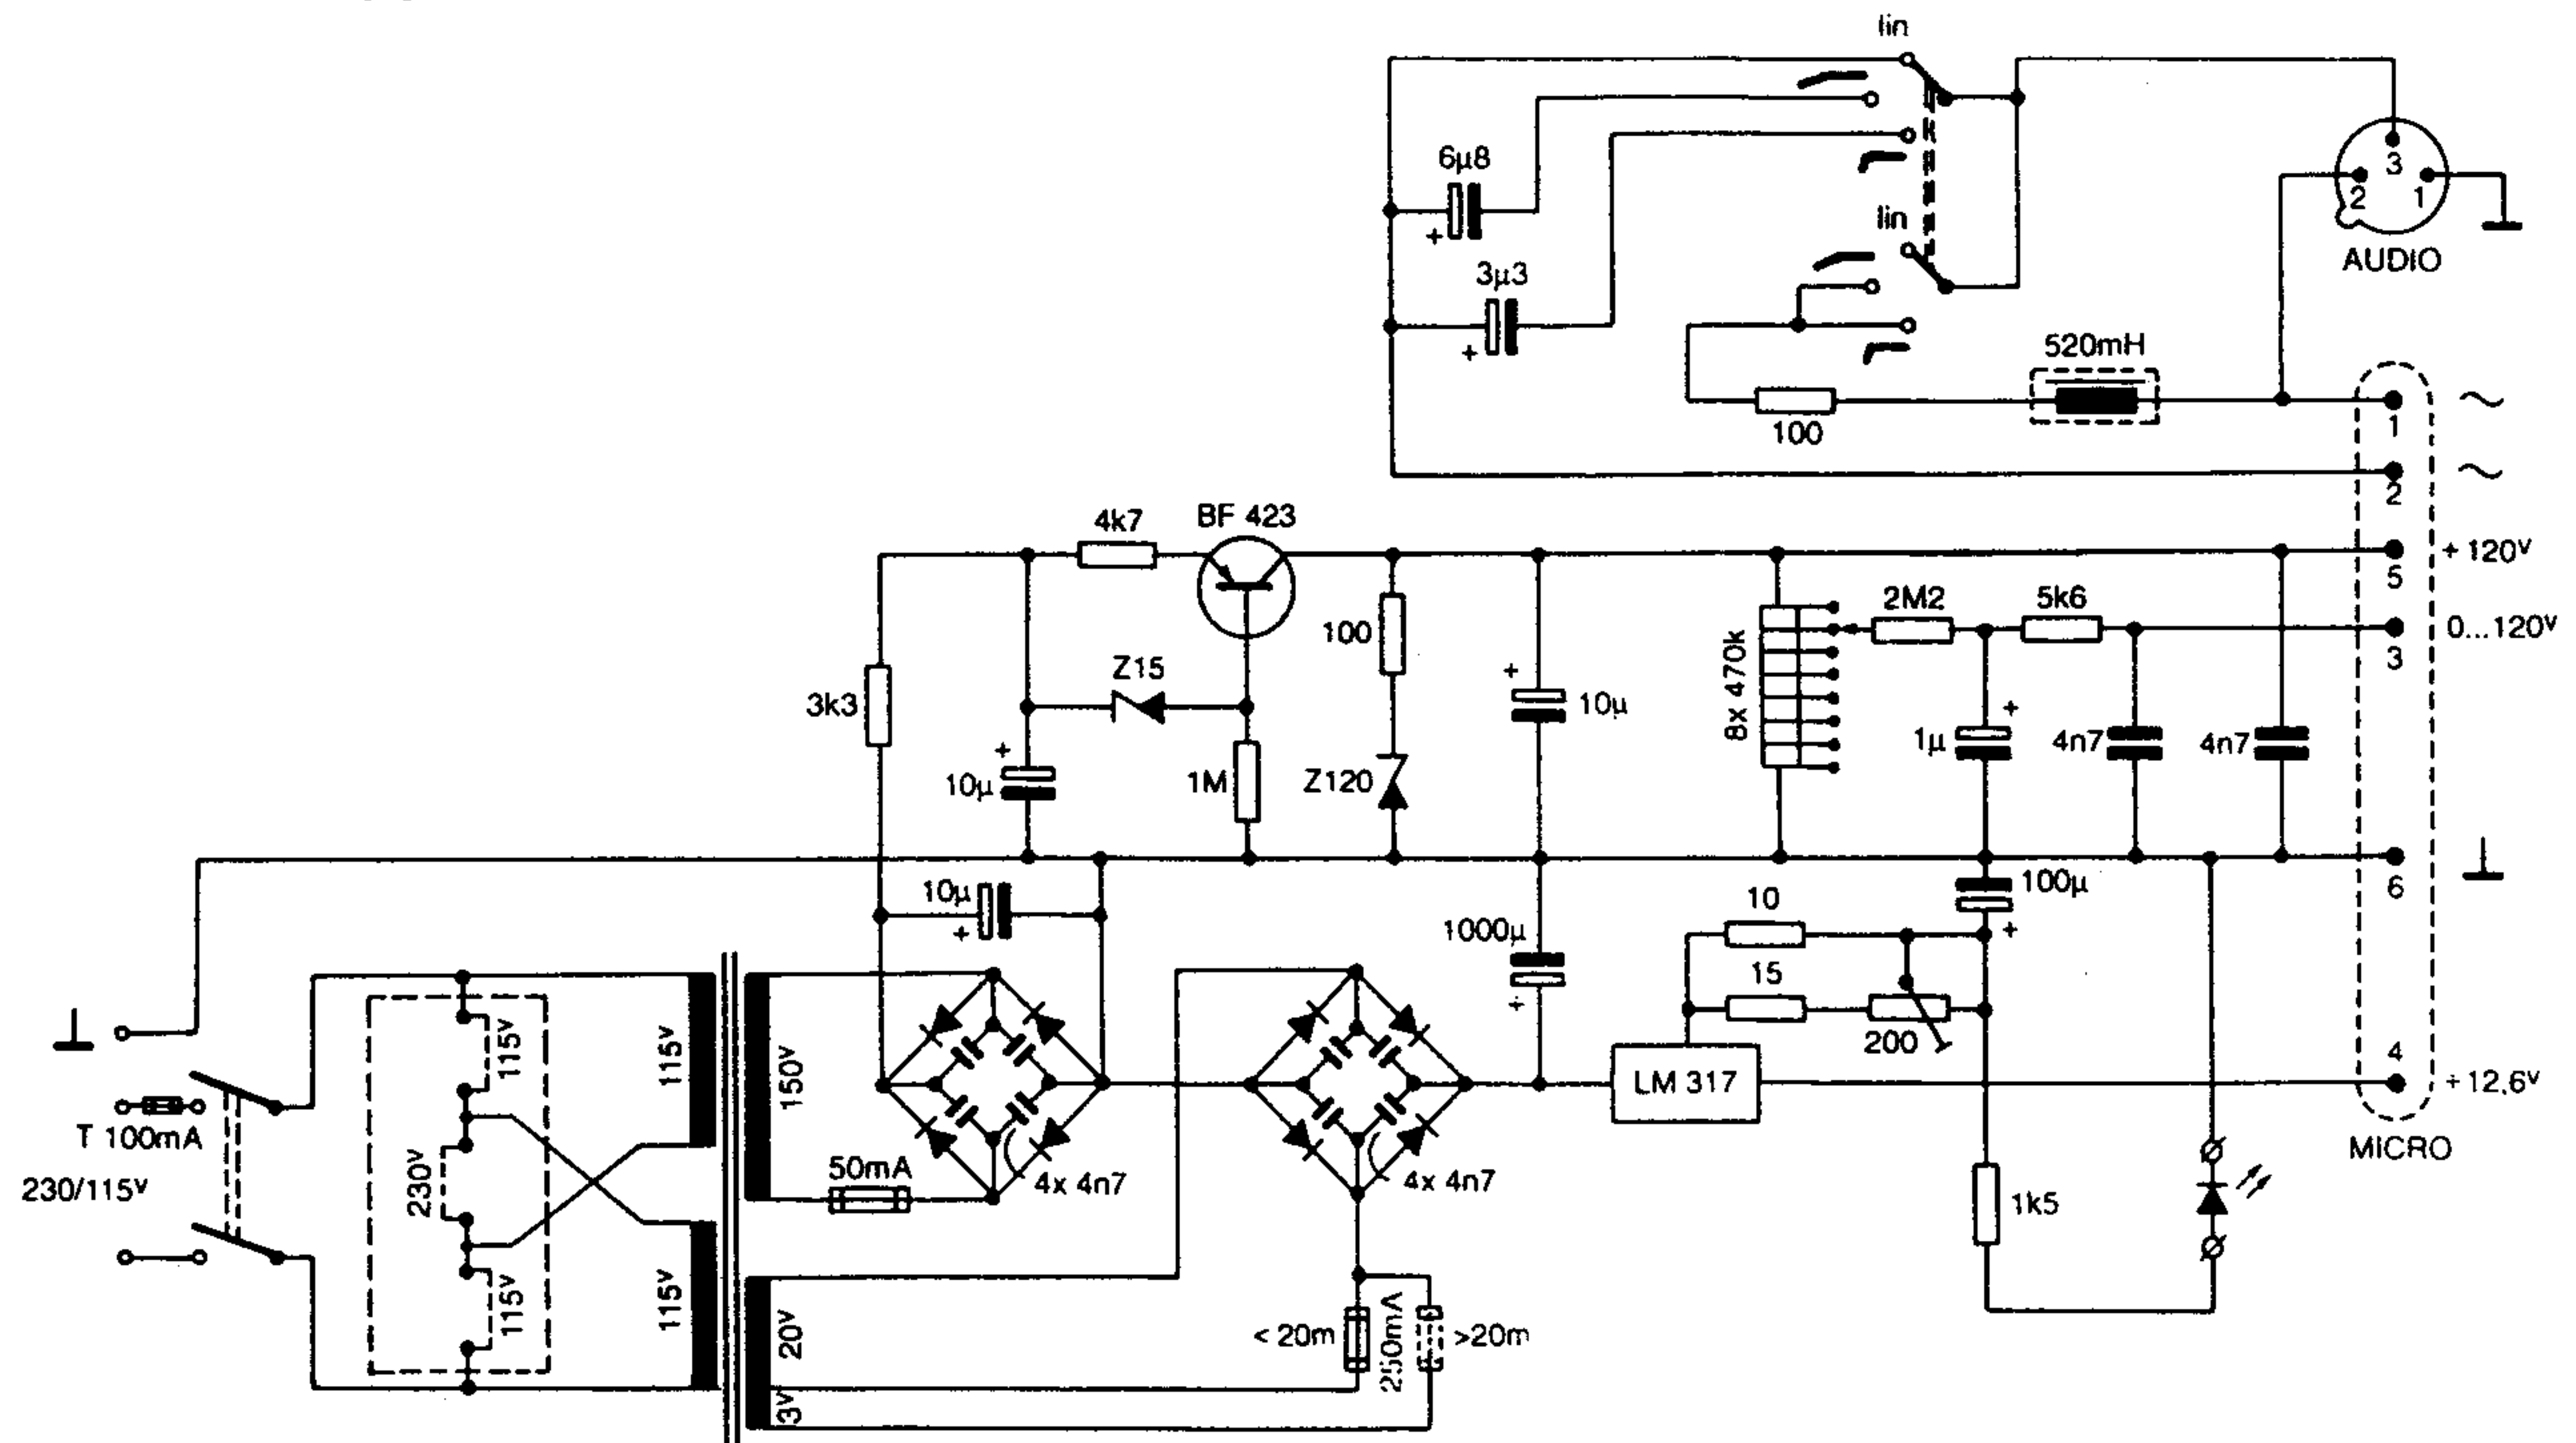 lin
6µ8
lin
3µ3
3
2
1
AUDIO
520mH
100
1
2
4k7
BF 423
+120V
5
2M2
5k6
0...120V
3
100
8x 470k
Z15
3k3
+
10µ
+
10µ
1M
Z120
+
1µ
4n7
4n7
+
+
10µ
+
1000µ
+
10
100µ
+
6
15
200
LM 317
4
+12,6V
MICRO
T 100mA
230/115V
115V
230V
115V
115V
115V
150V
50mA
4x 4n7
4x 4n7
1k5
20V
3V
< 20m
250mA
>20m